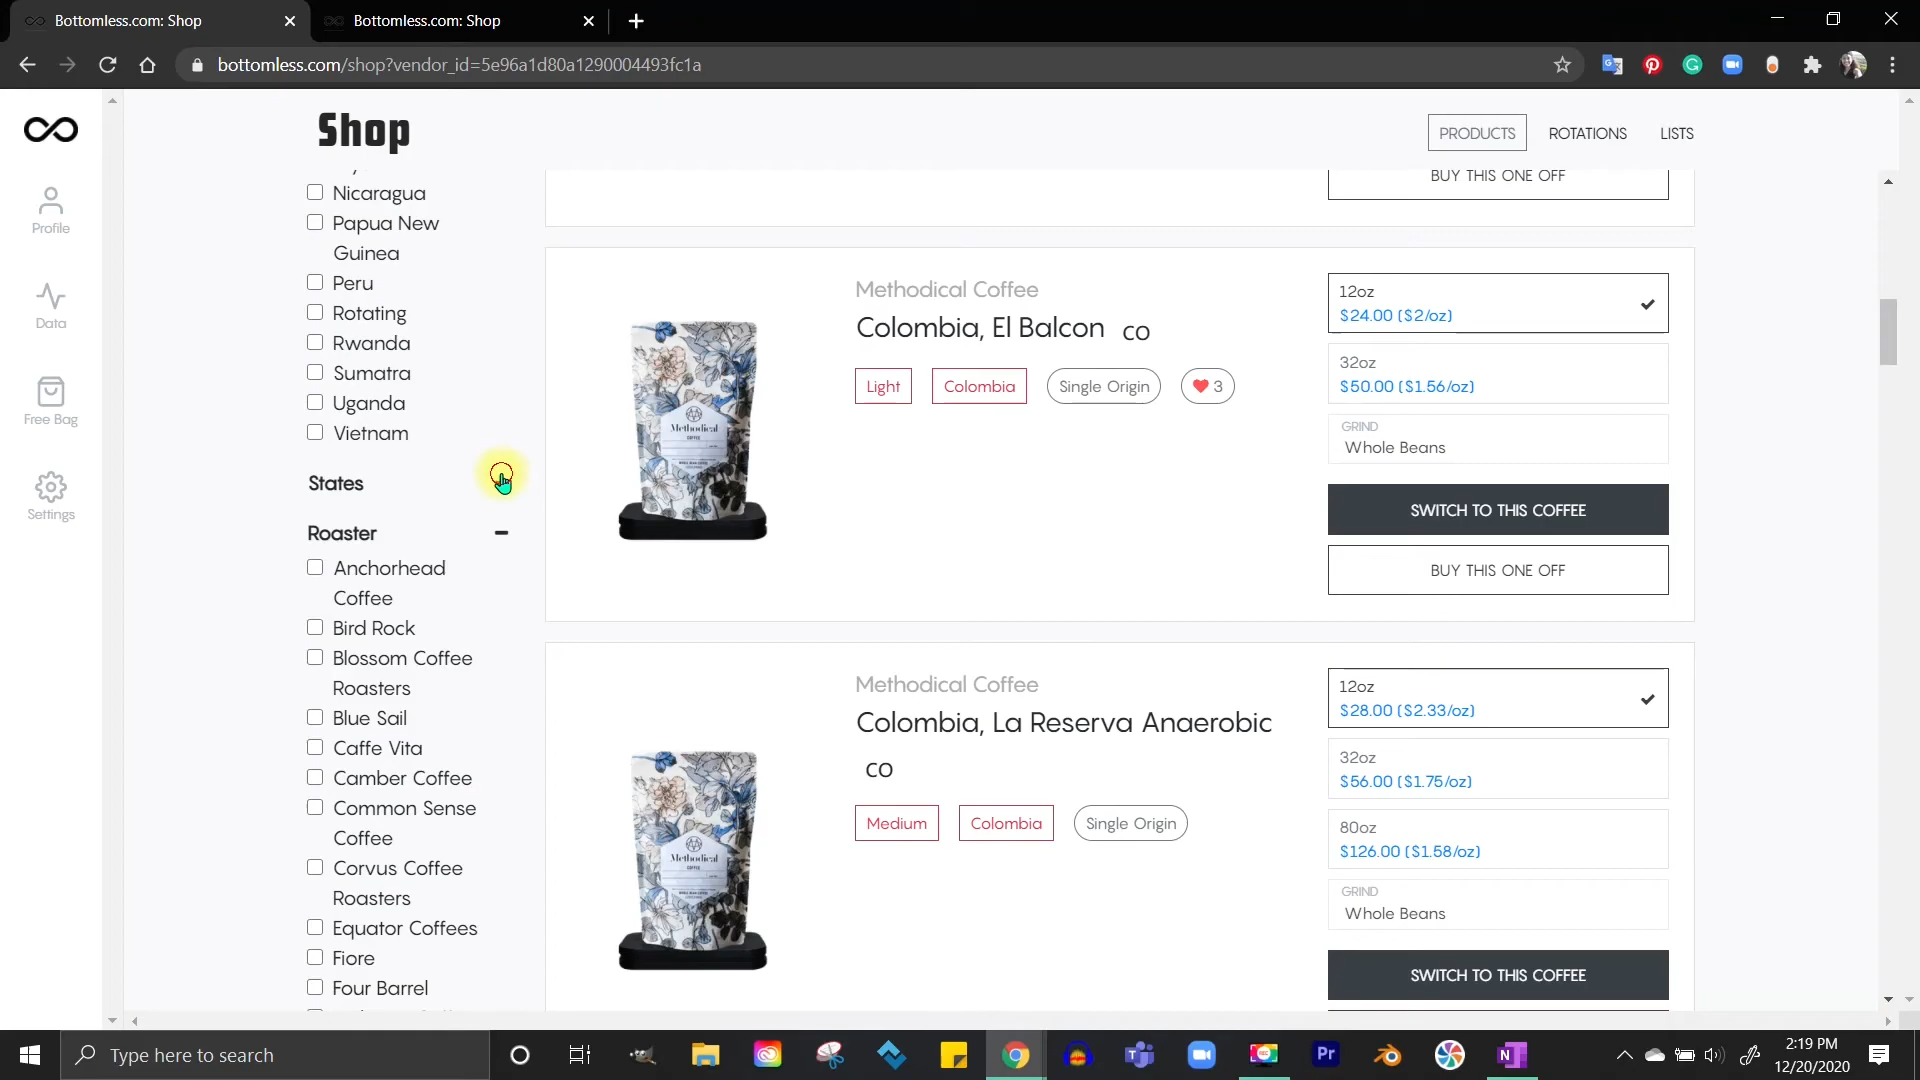 Bottomless.com: Shop
Bottomless.com: Shop
bottomless.com/shop?vendor_id=5e96a1d80a1290004493fc1a
Shop
PRODUCTS
ROTATIONS
LISTS
Profile
Data
Free Bag
Settings
Nicaragua
Papua New
Guinea
Peru
Rotating
Rwanda
Sumatra
Uganda
Vietnam
States
Roaster
Anchorhead
Coffee
Bird Rock
Blossom Coffee
Roasters
Blue Sail
Caffe Vita
Camber Coffee
Common Sense
Coffee
Corvus Coffee
Roasters
Equator Coffees
Fiore
Four Barrel
BUY THIS ONE OFF
Methodical
COFFEE
Methodical Coffee
Colombia, El Balcon CO
Light
Colombia
Single Origin
3
12oz
$24.00 ($2/oz)
32oz
$50.00 ($1.56/oz)
GRIND
Whole Beans
SWITCH TO THIS COFFEE
BUY THIS ONE OFF
Methodical
COFFEE
Methodical Coffee
Colombia, La Reserva Anaerobic
CO
Medium
Colombia
Single Origin
12oz
$28.00 ($2.33/oz)
32oz
$56.00 ($1.75/oz)
80oz
$126.00 ($1.58/oz)
GRIND
Whole Beans
SWITCH TO THIS COFFEE
Type here to search
REC
Pr
N
2:19 PM
12/20/2020